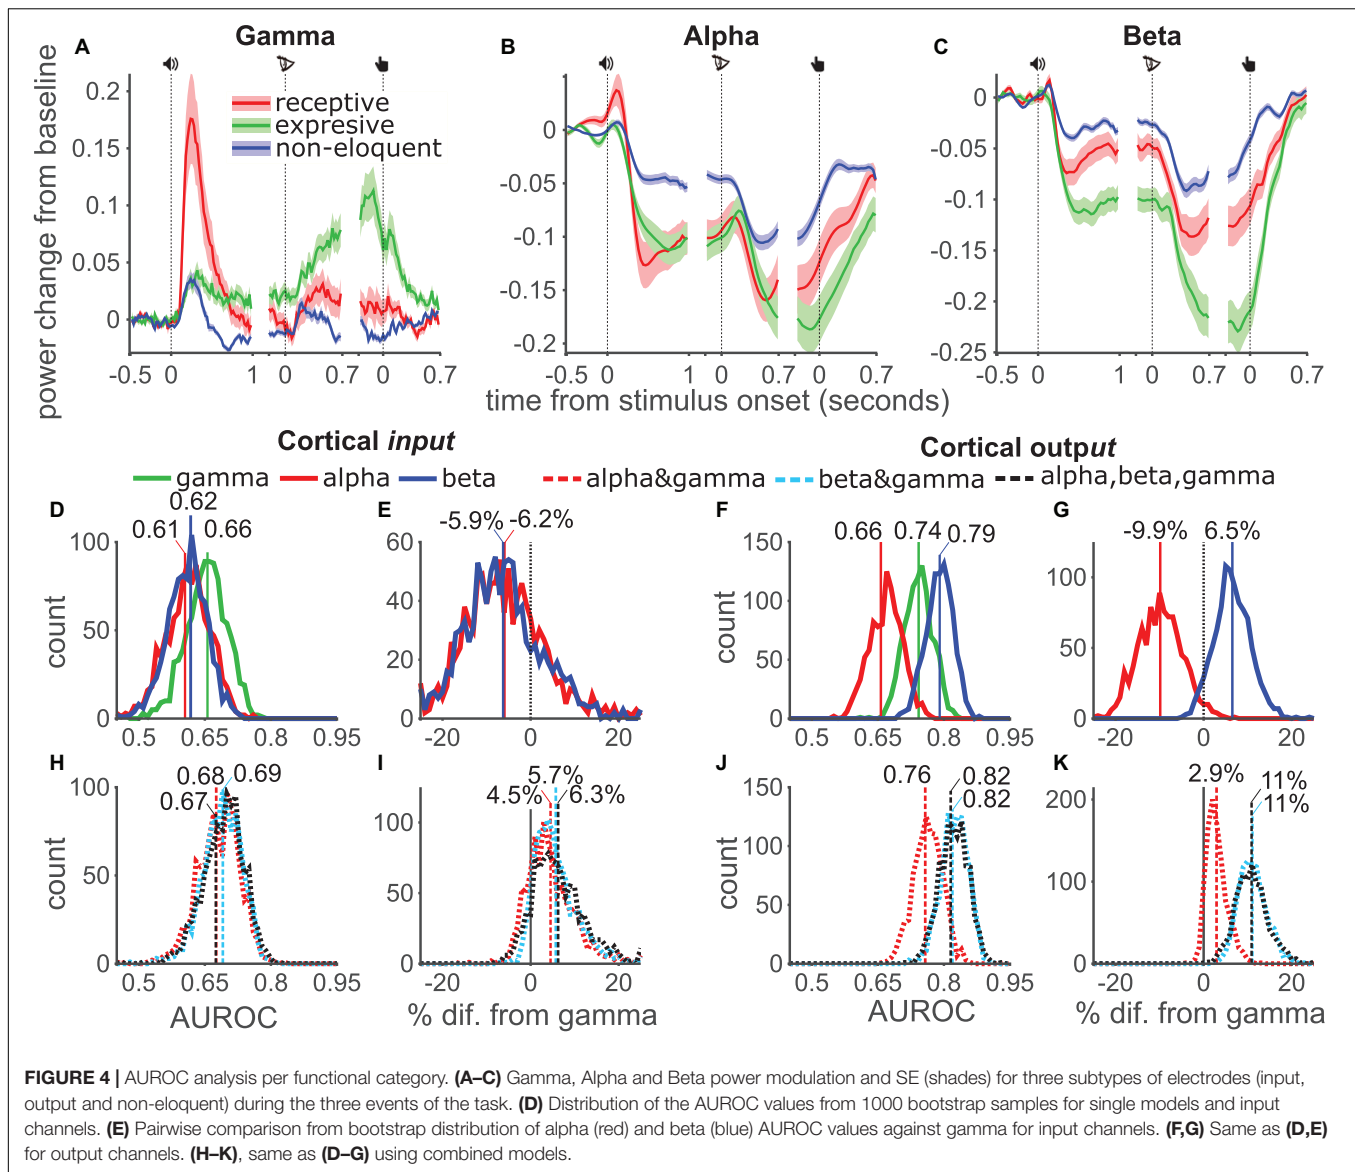 A Gamma
B Alpha
C Beta
power change from baseline
0.2
0.15
0.1
0.05
0
receptive
expresive
non-eloquent
-0.5 0 1 0 0.7 0 0.7
0
-0.05
-0.1
-0.15
-0.2
-0.5 0 1 0 0.7 0 0.7
0
-0.05
-0.1
-0.15
-0.2
-0.25
-0.5 0 1 0 0.7 0 0.7
time from stimulus onset (seconds)
Cortical input
Cortical output
gamma alpha beta alpha&gamma beta&gamma alpha,beta,gamma
D
0.62
0.61 0.66
100
50
0
count
0.5 0.65 0.8 0.95
E
-5.9% -6.2%
60
40
20
0
-20 0 20
F
0.66 0.74 0.79
150
100
50
0
count
0.5 0.65 0.8 0.95
G
-9.9% 6.5%
100
50
0
-20 0 20
H
0.68 0.69
0.67
100
50
0
count
0.5 0.65 0.8 0.95
AUROC
I
5.7%
4.5% 6.3%
100
50
0
-20 0 20
% dif. from gamma
J
0.76 0.82
0.82
150
100
50
0
count
0.5 0.65 0.8 0.95
AUROC
K
2.9% 11%
11%
200
100
0
-20 0 20
% dif. from gamma
FIGURE 4 | AUROC analysis per functional category. (A–C) Gamma, Alpha and Beta power modulation and SE (shades) for three subtypes of electrodes (input,
output and non-eloquent) during the three events of the task. (D) Distribution of the AUROC values from 1000 bootstrap samples for single models and input
channels. (E) Pairwise comparison from bootstrap distribution of alpha (red) and beta (blue) AUROC values against gamma for input channels. (F,G) Same as (D,E)
for output channels. (H–K), same as (D–G) using combined models.